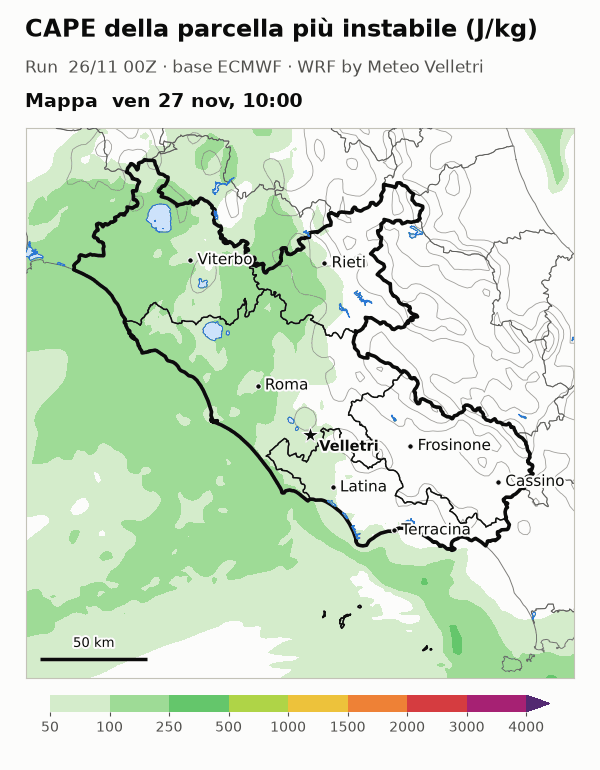 CAPE della parcella più instabile (J/kg)
Run  26/11 00Z · base ECMWF · WRF by Meteo Velletri
Mappa  ven 27 nov, 10:00
Viterbo
Rieti
Roma
Velletri
Frosinone
Latina
Cassino
Terracina
50 km
50 100 250 500 1000 1500 2000 3000 4000